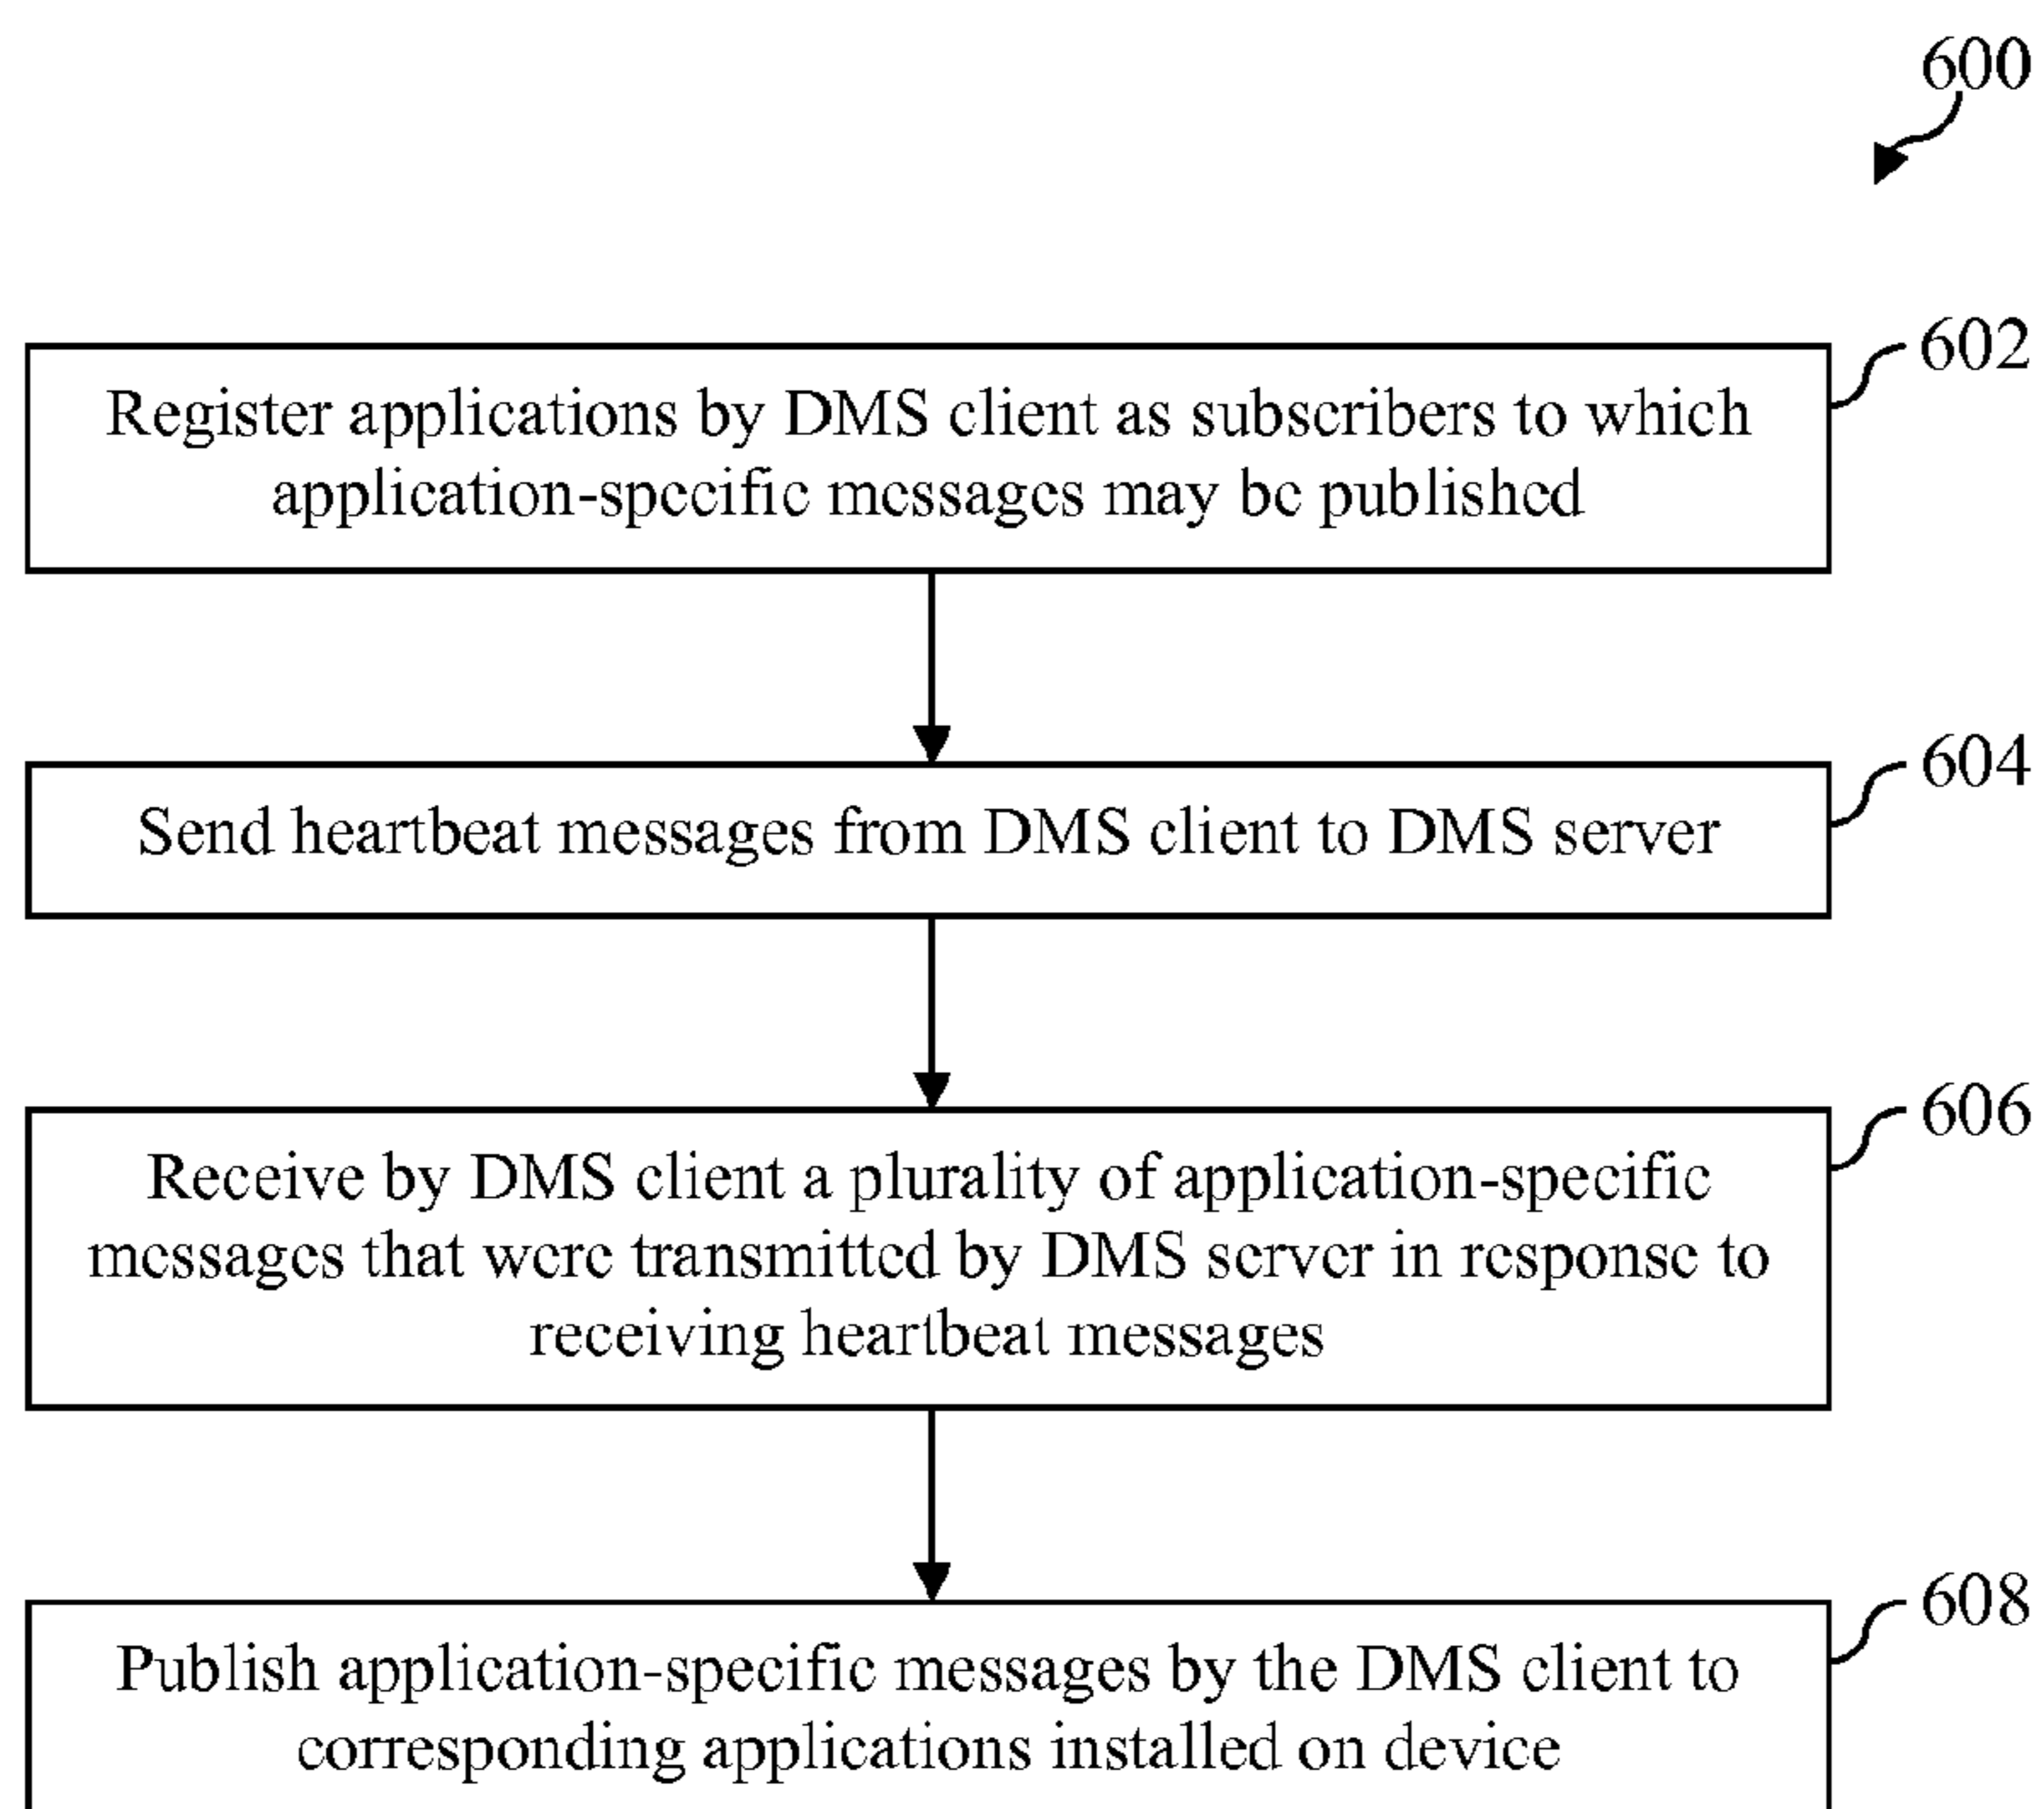 600
602
Register applications by DMS client as subscribers to which
application-specific messages may be published
604
Send heartbeat messages from DMS client to DMS server
606
Receive by DMS client a plurality of application-specific
messages that were transmitted by DMS server in response to
receiving heartbeat messages
608
Publish application-specific messages by the DMS client to
corresponding applications installed on device